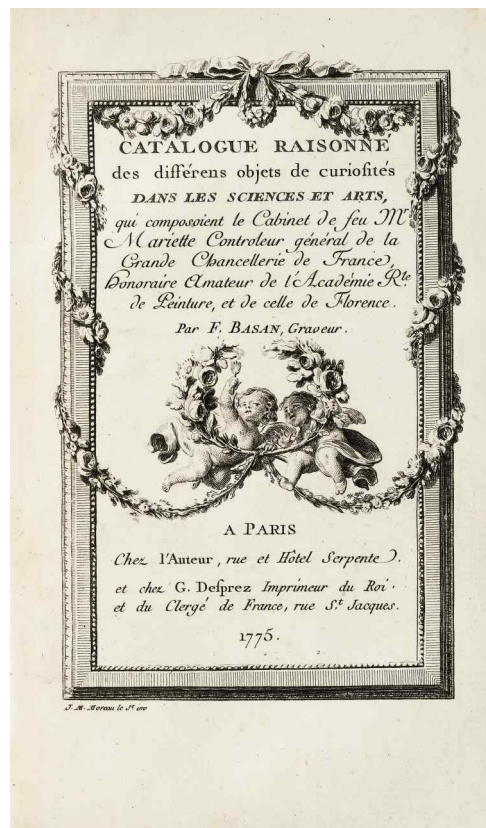 CATALOGUE RAISONNÉ
des différens objets de curiosités
DANS LES SCIENCES ET ARTS,
qui composoient le Cabinet de feu Mr
Mariette Controleur général de la
Grande Chancellerie de France,
Honoraire Amateur de l'Académie Rle.
de Peinture, et de celle de Florence.
Par F. BASAN, Graveur.
A PARIS
Chez l'Auteur, rue et Hôtel Serpente.
et chez G. Desprez Imprimeur du Roi.
et du Clergé de France, rue St. Jacques.
1775.
J. M. Moreau le Je. inv